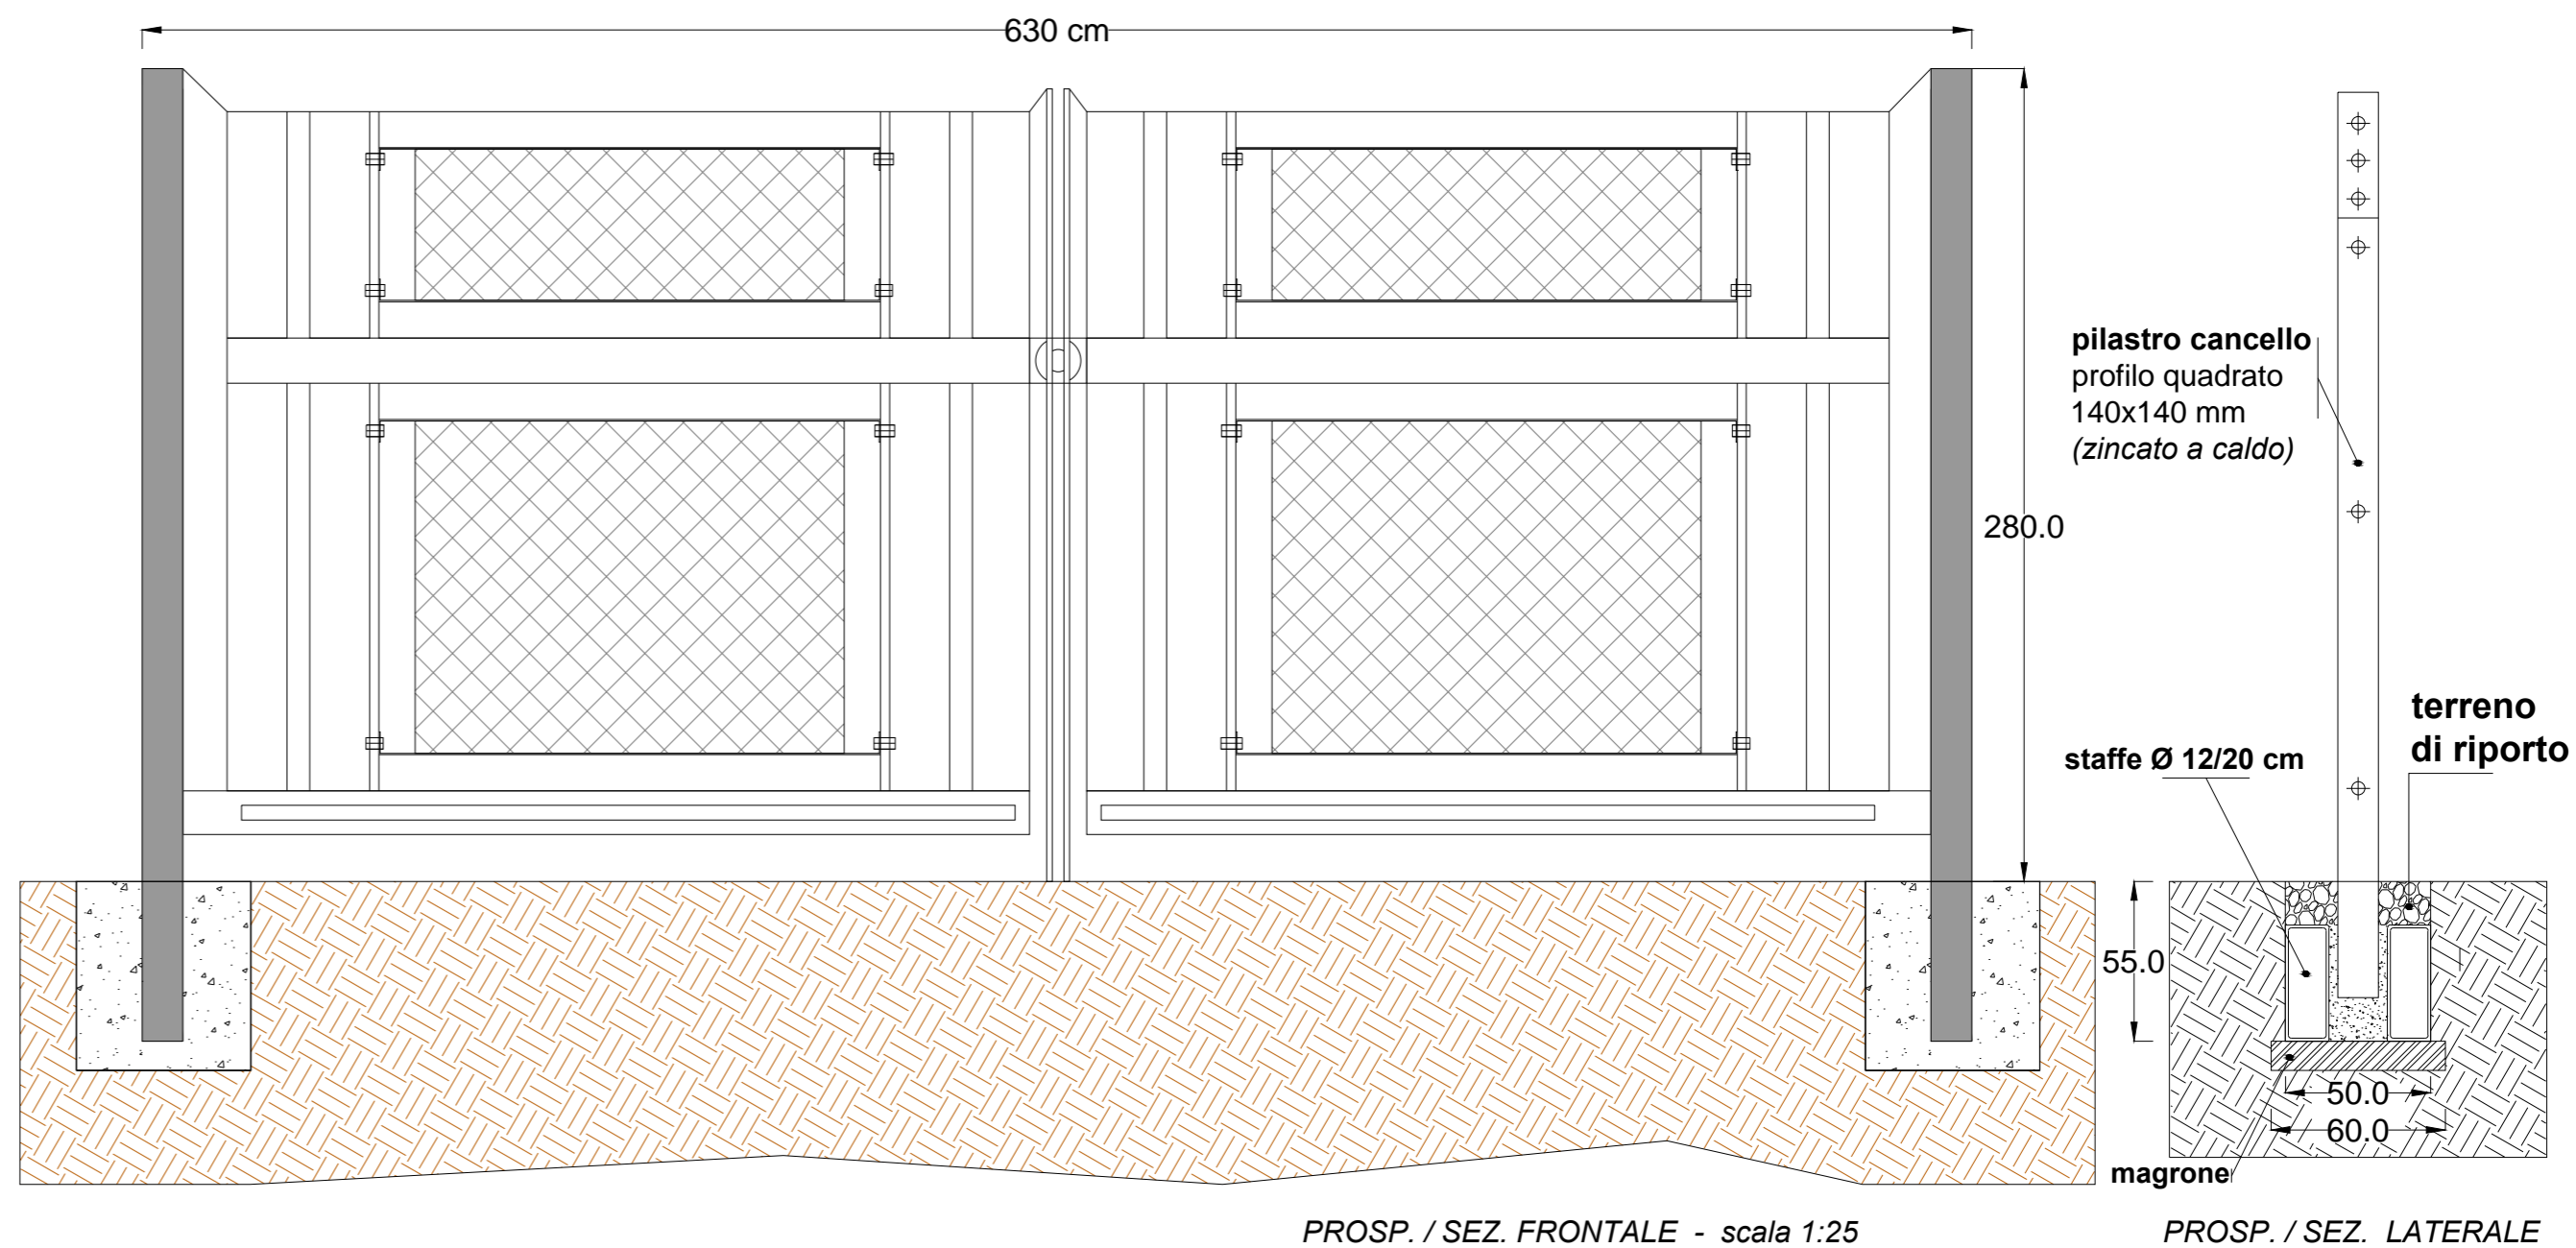 630 cm
pilastro cancello
profilo quadrato
140x140 mm
(zincato a caldo)
280.0
terreno
di riporto
staffe Ø 12/20 cm
55.0
50.0
60.0
magrone
PROSP. / SEZ. FRONTALE - scala 1:25
PROSP. / SEZ. LATERALE